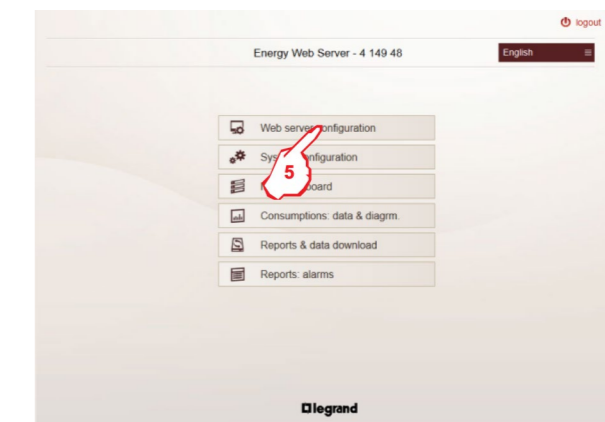 logout
Energy Web Server - 4 149 48
English
Web server configuration
configuration
5
board
Consumptions: data & diagrm.
Reports & data download
Reports: alarms
legrand